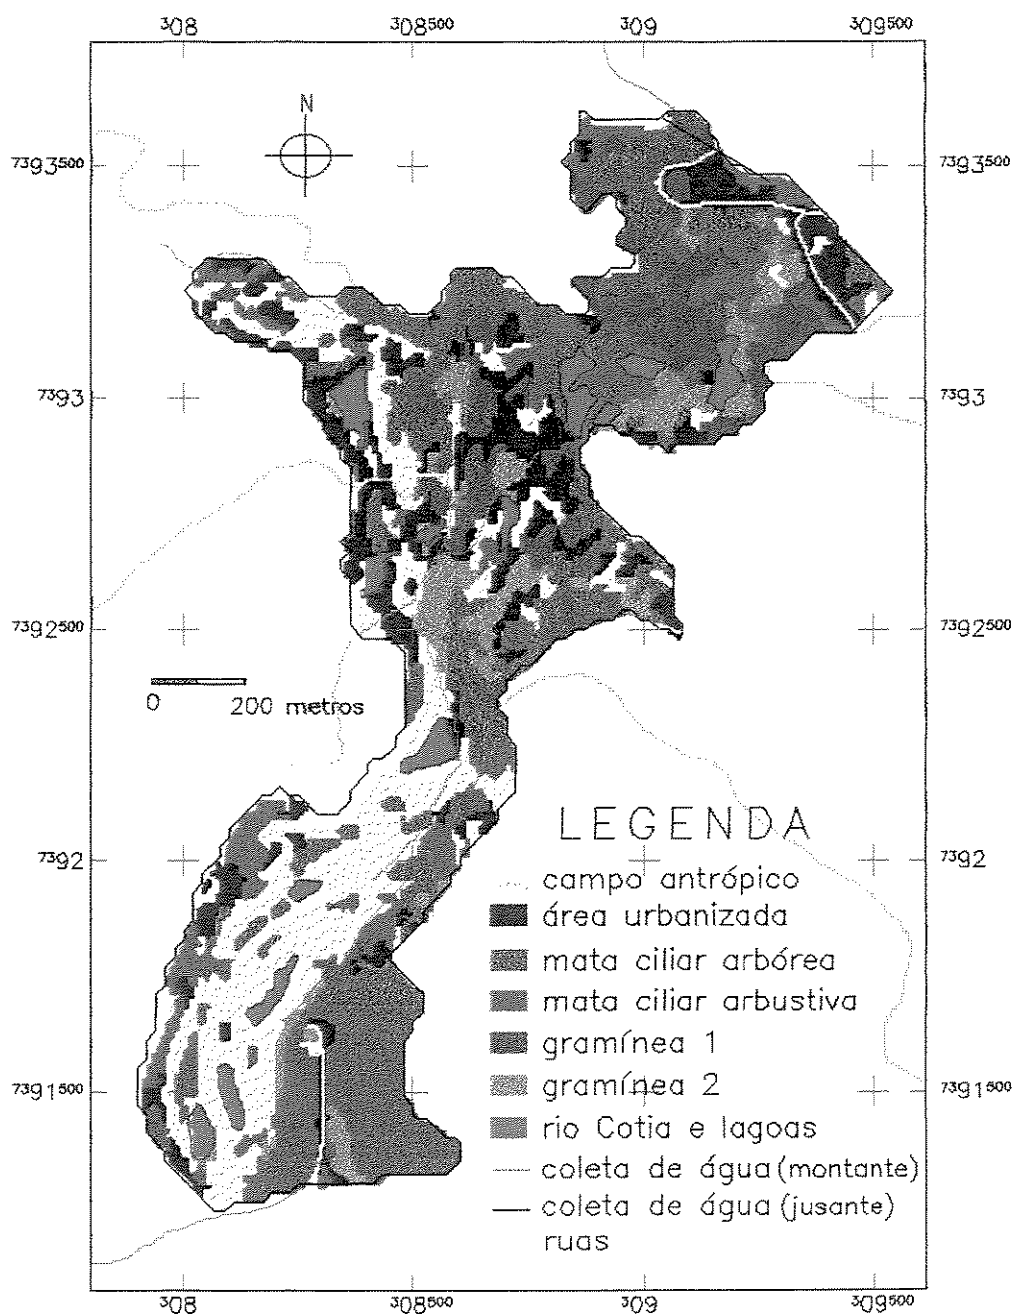 308 308500 309 309500
N
7393500 7393500
7393 7393
7392500 7392500
0 200 metros
LEGENDA
7392 7392
campo antrópico
área urbanizada
mata ciliar arbórea
mata ciliar arbustiva
gramínea 1
gramínea 2
7391500 7391500
rio Cotia e lagoas
coleta de água (montante)
coleta de água (jusante)
ruas
308 308500 309 309500